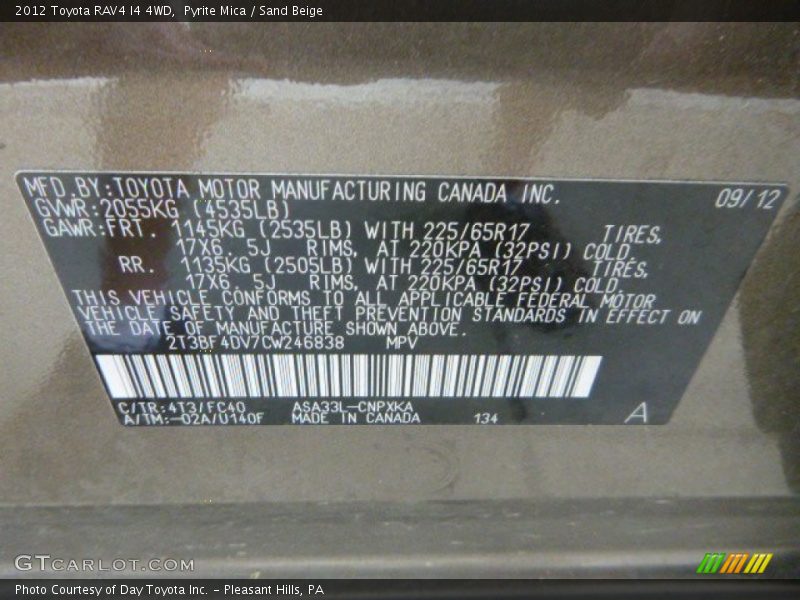 2012 Toyota RAV4 I4 4WD,  Pyrite Mica / Sand Beige
MFD BY:TOYOTA MOTOR MANUFACTURING CANADA INC. 09/12
GVWR:2055KG (4535LB)
GAWR:FRT. 1145KG (2535LB) WITH 225/65R17 TIRES,
17X6 5J RIMS, AT 220KPA (32PSI) COLD.
RR. 1135KG (2505LB) WITH 225/65R17 TIRES,
17X6 5J RIMS, AT 220KPA (32PSI) COLD.
THIS VEHICLE CONFORMS TO ALL APPLICABLE FEDERAL MOTOR
VEHICLE SAFETY AND THEFT PREVENTION STANDARDS IN EFFECT ON
THE DATE OF MANUFACTURE SHOWN ABOVE.
2T3BF4DV7CW246838 MPV
C/TR:4T3/FC40 ASA33L-CNPXKA
A/TM:-02A/U140F MADE IN CANADA 134 A
GTCARLOT.COM
Photo Courtesy of Day Toyota Inc. - Pleasant Hills, PA